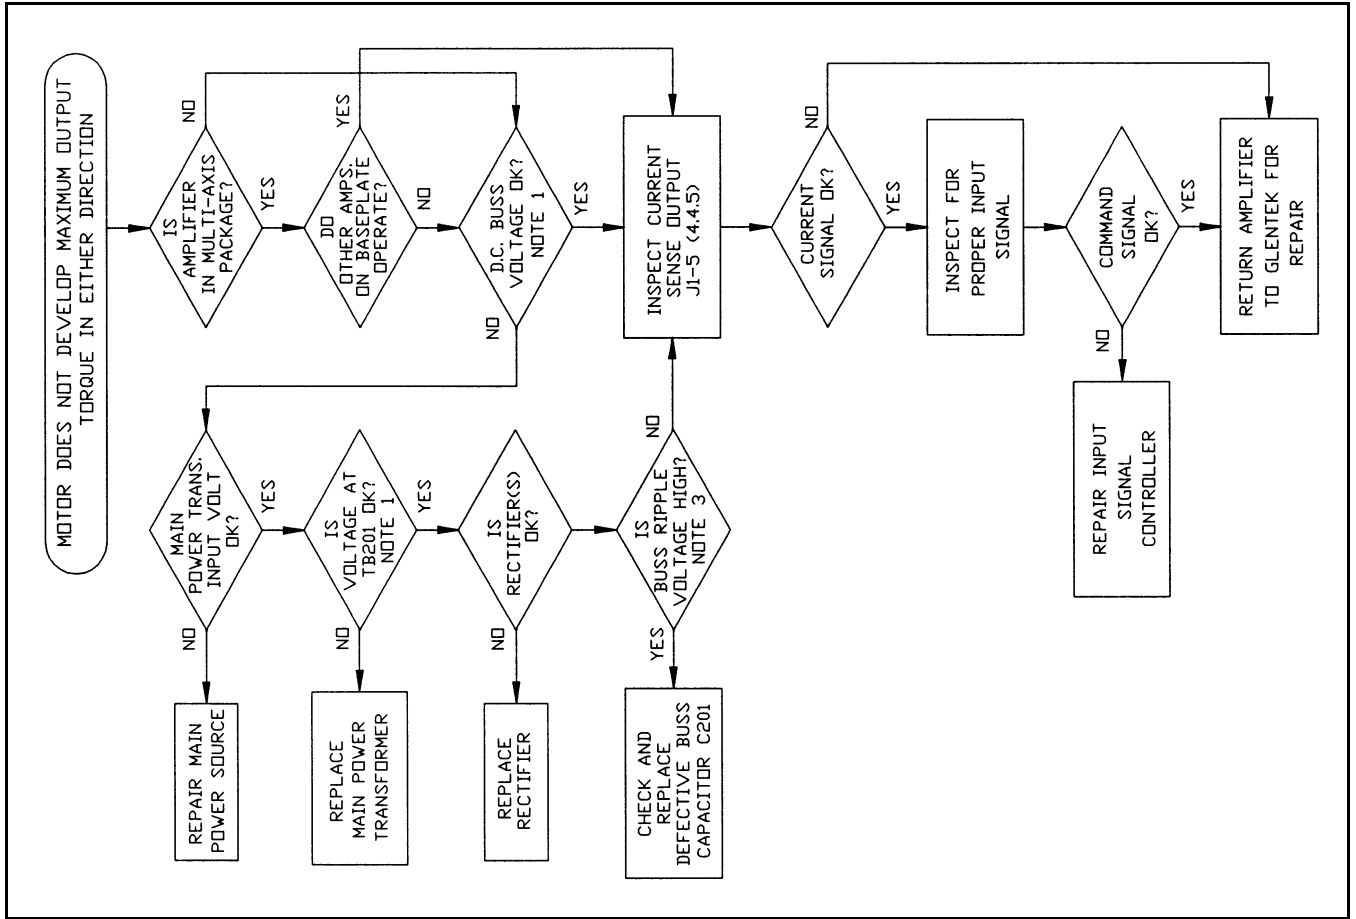 MOTOR DOES NOT DEVELOP MAXIMUM OUTPUT
TORQUE IN EITHER DIRECTION
IS
AMPLIFIER
IN MULTI-AXIS
PACKAGE?
NO
YES
DO
OTHER AMPS.
ON BASEPLATE
OPERATE?
YES
NO
D.C. BUSS
VOLTAGE OK?
NOTE 1
NO
YES
MAIN
POWER TRANS.
INPUT VOLT
OK?
NO
YES
REPAIR MAIN
POWER SOURCE
IS
VOLTAGE AT
TB201 OK?
NOTE 1
NO
YES
REPLACE
MAIN POWER
TRANSFORMER
IS
RECTIFIER(S)
OK?
NO
REPLACE
RECTIFIER
IS
BUSS RIPPLE
VOLTAGE HIGH?
NOTE 3
YES
NO
CHECK AND
REPLACE
DEFECTIVE BUSS
CAPACITOR C201
INSPECT CURRENT
SENSE OUTPUT
J1-5 (4.4.5)
CURRENT
SIGNAL OK?
NO
YES
INSPECT FOR
PROPER INPUT
SIGNAL
COMMAND
SIGNAL
OK?
NO
YES
REPAIR INPUT
SIGNAL
CONTROLLER
RETURN AMPLIFIER
TO GLENTEK FOR
REPAIR